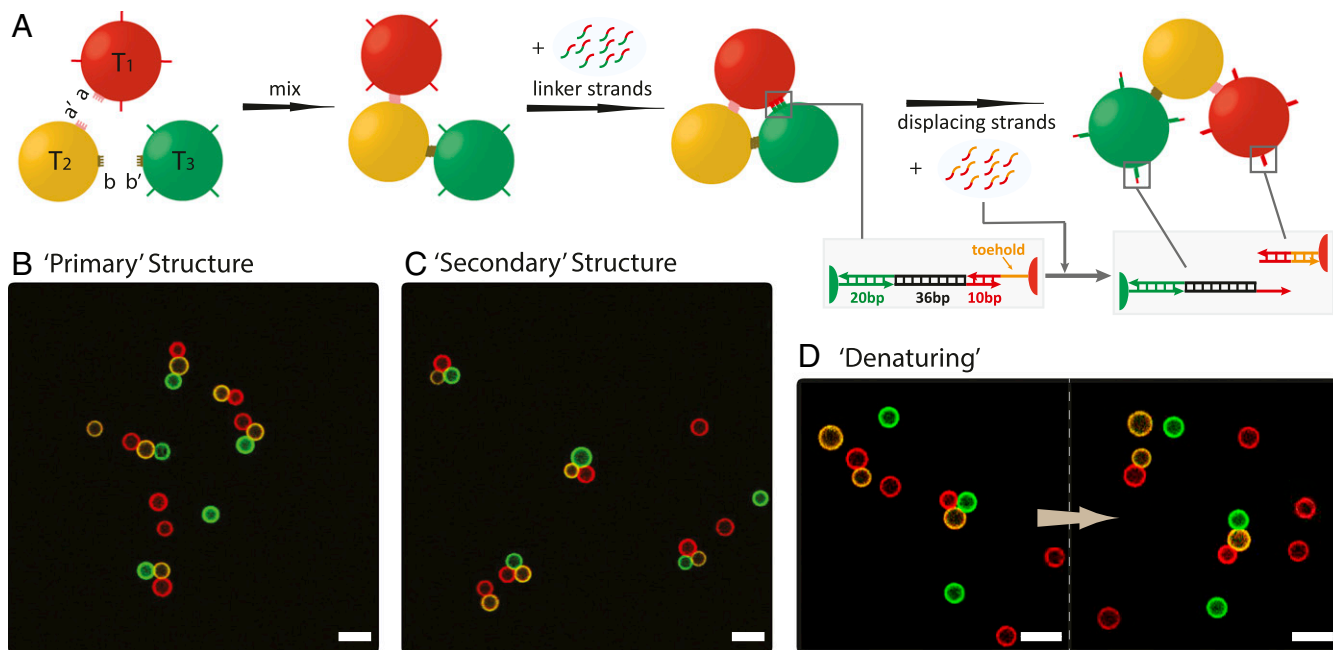 A
T1
a
a'
T2
b
b'
T3
mix
+
linker strands
displacing strands
+
toehold
20bp
36bp
10bp
B 'Primary' Structure
C 'Secondary' Structure
D 'Denaturing'